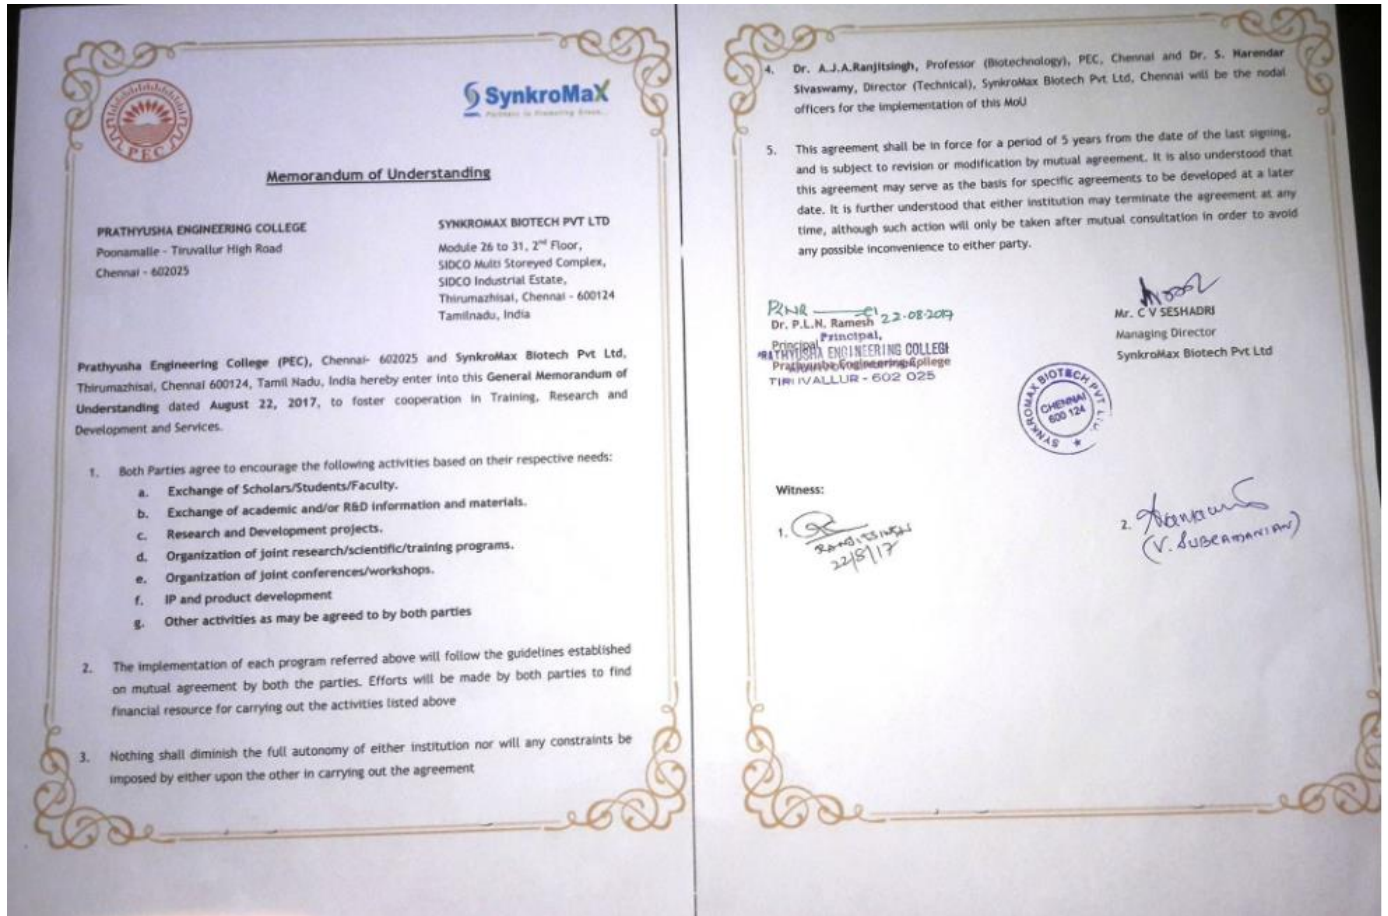 PEC
SynkroMaX
Partners in Promoting Green...
Memorandum of Understanding
PRATHYUSHA ENGINEERING COLLEGE
Poonamalle - Tiruvallur High Road
Chennai - 602025
SYNKROMAX BIOTECH PVT LTD
Module 26 to 31, 2nd Floor,
SIDCO Multi Storeyed Complex,
SIDCO Industrial Estate,
Thirumazhisai, Chennai - 600124
Tamilnadu, India
Prathyusha Engineering College (PEC), Chennai- 602025 and SynkroMax Biotech Pvt Ltd,
Thirumazhisai, Chennai 600124, Tamil Nadu, India hereby enter into this General Memorandum of
Understanding dated August 22, 2017, to foster cooperation in Training, Research and
Development and Services.
1. Both Parties agree to encourage the following activities based on their respective needs:
a. Exchange of Scholars/Students/Faculty.
b. Exchange of academic and/or R&D information and materials.
c. Research and Development projects.
d. Organization of joint research/scientific/training programs.
e. Organization of joint conferences/workshops.
f. IP and product development
g. Other activities as may be agreed to by both parties
2. The implementation of each program referred above will follow the guidelines established
on mutual agreement by both the parties. Efforts will be made by both parties to find
financial resource for carrying out the activities listed above
3. Nothing shall diminish the full autonomy of either institution nor will any constraints be
imposed by either upon the other in carrying out the agreement
4. Dr. A.J.A.Ranjitsingh, Professor (Biotechnology), PEC, Chennai and Dr. S. Harendar
Sivaswamy, Director (Technical), SynkroMax Biotech Pvt Ltd, Chennai will be the nodal
officers for the implementation of this MoU
5. This agreement shall be in force for a period of 5 years from the date of the last signing,
and is subject to revision or modification by mutual agreement. It is also understood that
this agreement may serve as the basis for specific agreements to be developed at a later
date. It is further understood that either institution may terminate the agreement at any
time, although such action will only be taken after mutual consultation in order to avoid
any possible inconvenience to either party.
22-08-2017
Dr. P.L.N. Ramesh
Principal,
Principal
PRATHYUSHA ENGINEERING COLLEGE
Prathyusha Engineering College
TIRUVALLUR - 602 025
Mr. C V SESHADRI
Managing Director
SynkroMax Biotech Pvt Ltd
SYNKROMAX BIOTECH PVT LTD.
CHENNAI
600 124
Witness:
1.
RANJITSINGH
22/8/17
2.
(V. SUBRAMANIAN)